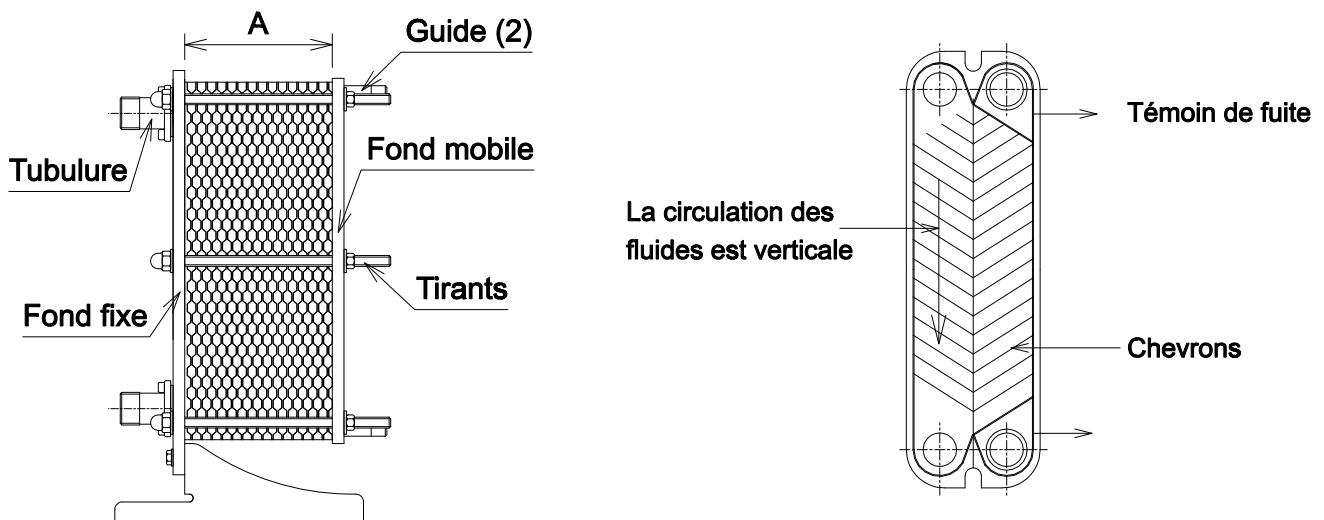 A
Guide (2)
Fond mobile
Tubulure
Tirants
Fond fixe
Témoin de fuite
La circulation des
fluides est verticale
Chevrons